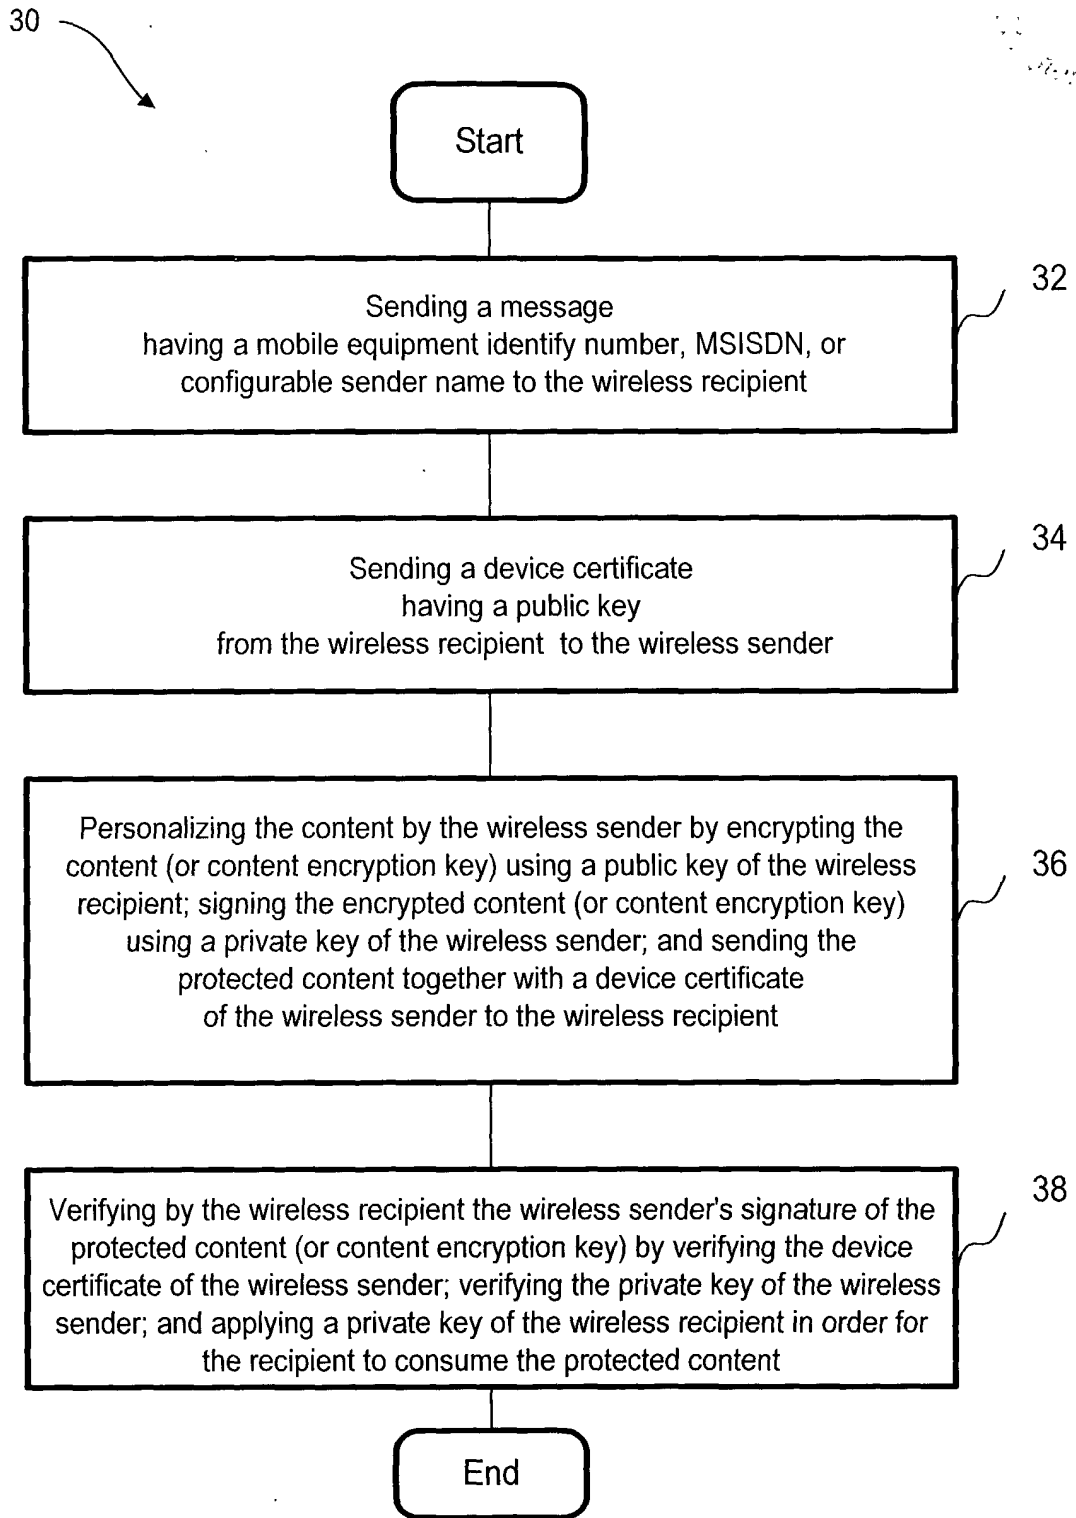 30
Start
32
Sending a message
having a mobile equipment identify number, MSISDN, or
configurable sender name to the wireless recipient
34
Sending a device certificate
having a public key
from the wireless recipient to the wireless sender
Personalizing the content by the wireless sender by encrypting the
content (or content encryption key) using a public key of the wireless
recipient; signing the encrypted content (or content encryption key)
using a private key of the wireless sender; and sending the
protected content together with a device certificate
of the wireless sender to the wireless recipient
36
Verifying by the wireless recipient the wireless sender's signature of the
protected content (or content encryption key) by verifying the device
certificate of the wireless sender; verifying the private key of the wireless
sender; and applying a private key of the wireless recipient in order for
the recipient to consume the protected content
38
End